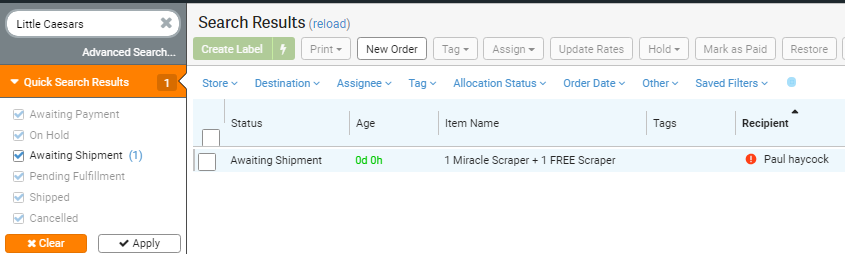 Little Caesars
Advanced Search...
Quick Search Results 1
Awaiting Payment
On Hold
Awaiting Shipment (1)
Pending Fulfillment
Shipped
Cancelled
Clear Apply
Search Results (reload)
Create Label Print New Order Tag Assign Update Rates Hold Mark as Paid Restore
Store Destination Assignee Tag Allocation Status Order Date Other Saved Filters
Status Age Item Name Tags Recipient
Awaiting Shipment 0d 0h 1 Miracle Scraper + 1 FREE Scraper Paul haycock